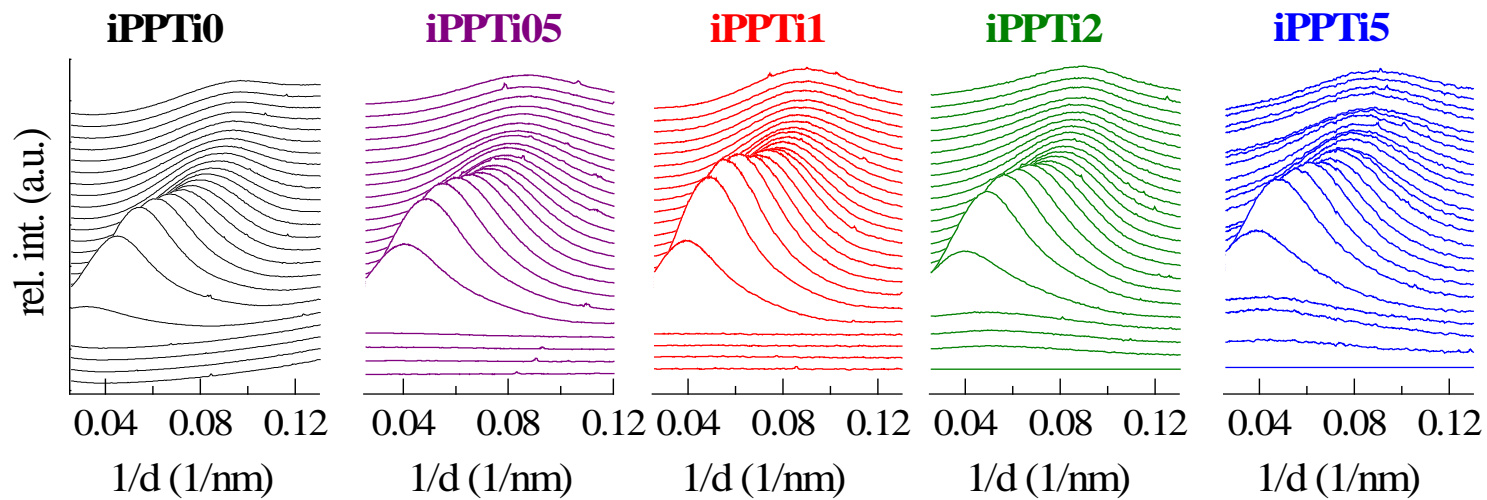 iPPTi0 iPPTi05 iPPTi1 iPPTi2 iPPTi5
rel. int. (a.u.)
0.04 0.08 0.12 0.04 0.08 0.12 0.04 0.08 0.12 0.04 0.08 0.12 0.04 0.08 0.12
1/d (1/nm) 1/d (1/nm) 1/d (1/nm) 1/d (1/nm) 1/d (1/nm)